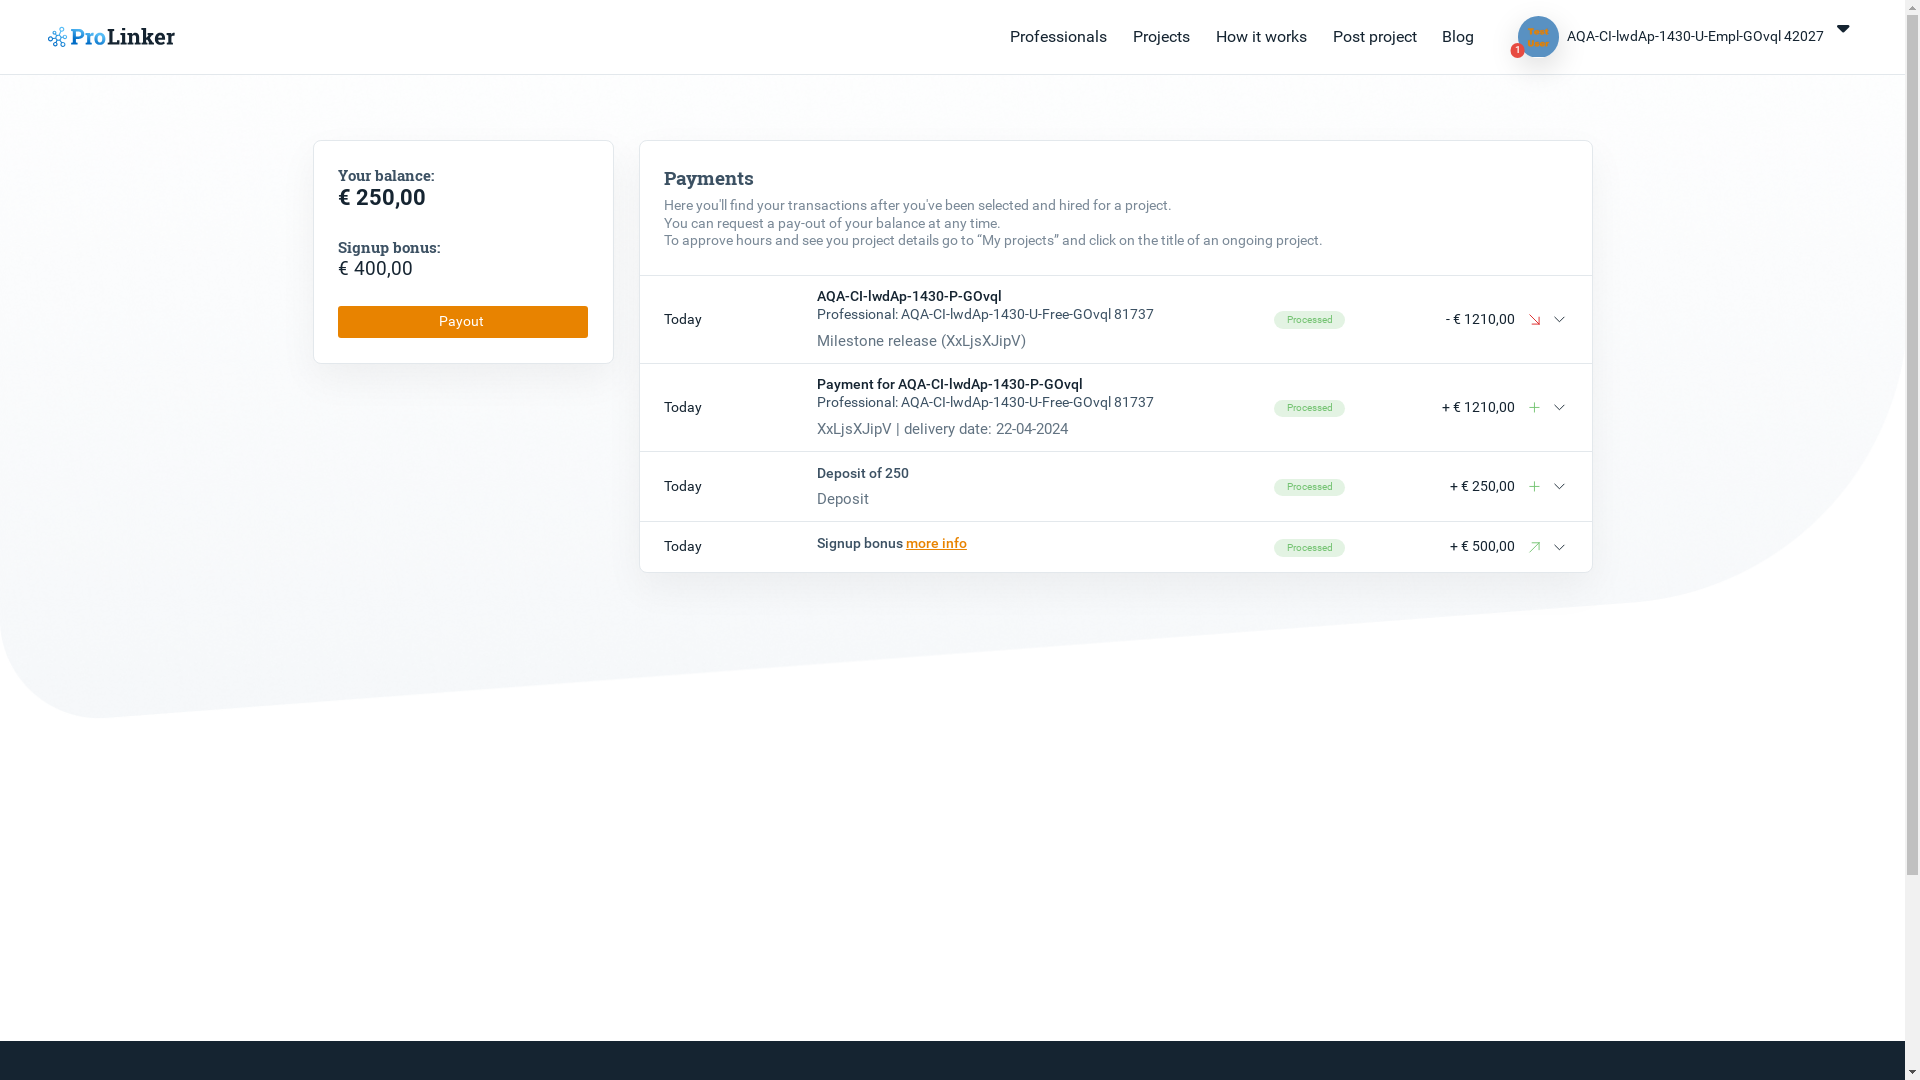 ProLinker
Professionals
Projects
How it works
Post project
Blog
Test
User
1
AQA-CI-lwdAp-1430-U-Empl-GOvql 42027
Your balance:
€ 250,00
Signup bonus:
€ 400,00
Payout
Payments
Here you'll find your transactions after you've been selected and hired for a project.
You can request a pay-out of your balance at any time.
To approve hours and see you project details go to “My projects” and click on the title of an ongoing project.
Today
AQA-CI-lwdAp-1430-P-GOvql
Professional: AQA-CI-lwdAp-1430-U-Free-GOvql 81737
Milestone release (XxLjsXJipV)
Processed
- € 1210,00
Today
Payment for AQA-CI-lwdAp-1430-P-GOvql
Professional: AQA-CI-lwdAp-1430-U-Free-GOvql 81737
XxLjsXJipV | delivery date: 22-04-2024
Processed
+ € 1210,00
Today
Deposit of 250
Deposit
Processed
+ € 250,00
Today
Signup bonus more info
Processed
+ € 500,00